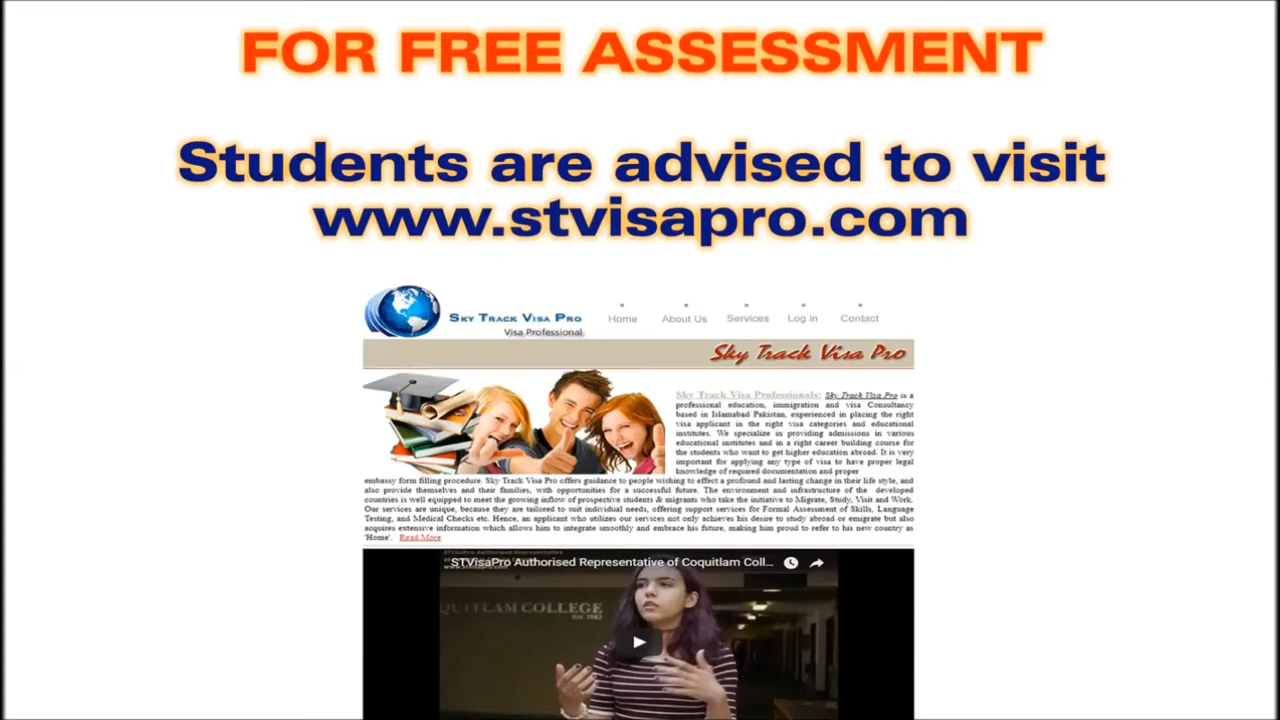 FOR FREE ASSESSMENT
Students are advised to visit
www.stvisapro.com
Sky Track Visa Pro
Visa Professional
Home
About Us
Services
Log in
Contact
Sky Track Visa Pro
Sky Track Visa Professionals: Sky Track Visa Pro is a
professional education, immigration and visa Consultancy
based in Islamabad Pakistan, experienced in placing the right
visa applicant in the right visa categories and educational
institutes. We specialize in providing admissions in various
educational institutes and in a right career building course for
the students who want to get higher education abroad. It is very
important for applying any type of visa to have proper legal
knowledge of required documentation and proper
embassy form filling procedure. Sky Track Visa Pro offers guidance to people wishing to effect a profound and lasting change in their life style, and
also provide themselves and their families, with opportunities for a successful future. The environment and infrastructure of the developed
countries is well equipped to meet the growing inflow of prospective students & migrants who take the initiative to Migrate, Study, Visit and Work.
Our services are unique, because they are tailored to suit individual needs, offering support services for Formal Assessment of Skills, Language
Testing, and Medical Checks etc. Hence, an applicant who utilizes our services not only achieves his desire to study abroad or emigrate but also
acquires extensive information which allows him to integrate smoothly and embrace his future, making him proud to refer to his new country as
'Home'. Read More
STVisaPro Authorised Representative
STVisaPro Authorised Representative of Coquitlam Coll...
www.stvisapro.com
QUITLAM COLLEGE
Est. 1982